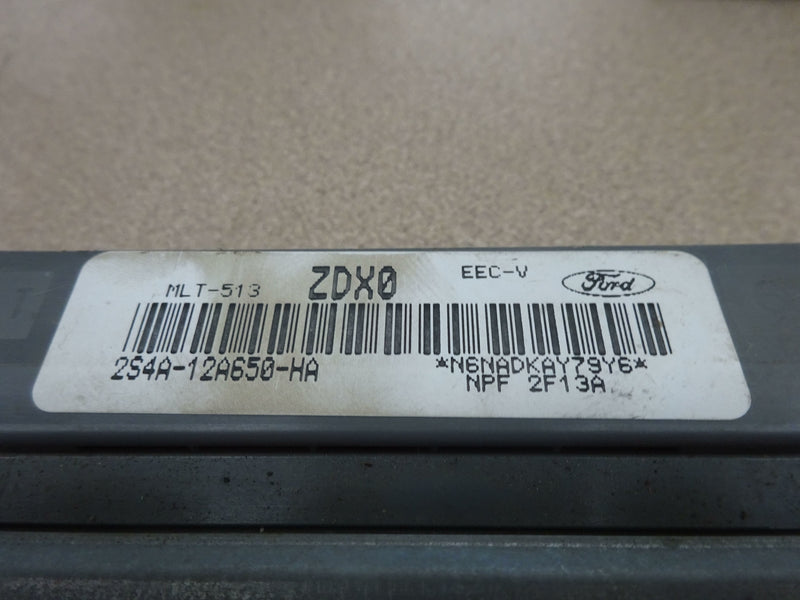 MLT-513 ZDX0 EEC-V Ford
2S4A-12A650-HA *N6NADKAY79Y6*
NPF 2F13A